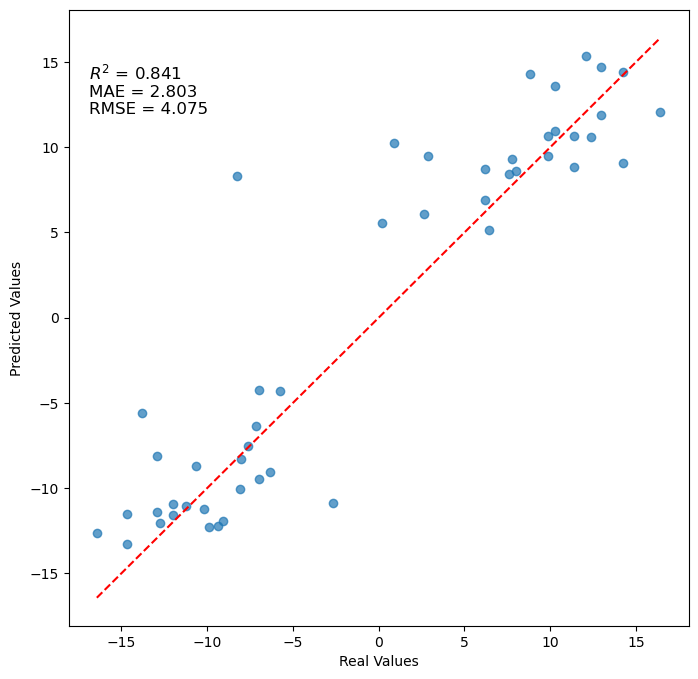 R² = 0.841
MAE = 2.803
RMSE = 4.075
15
10
5
0
−5
−10
−15
Predicted Values
−15 −10 −5 0 5 10 15
Real Values